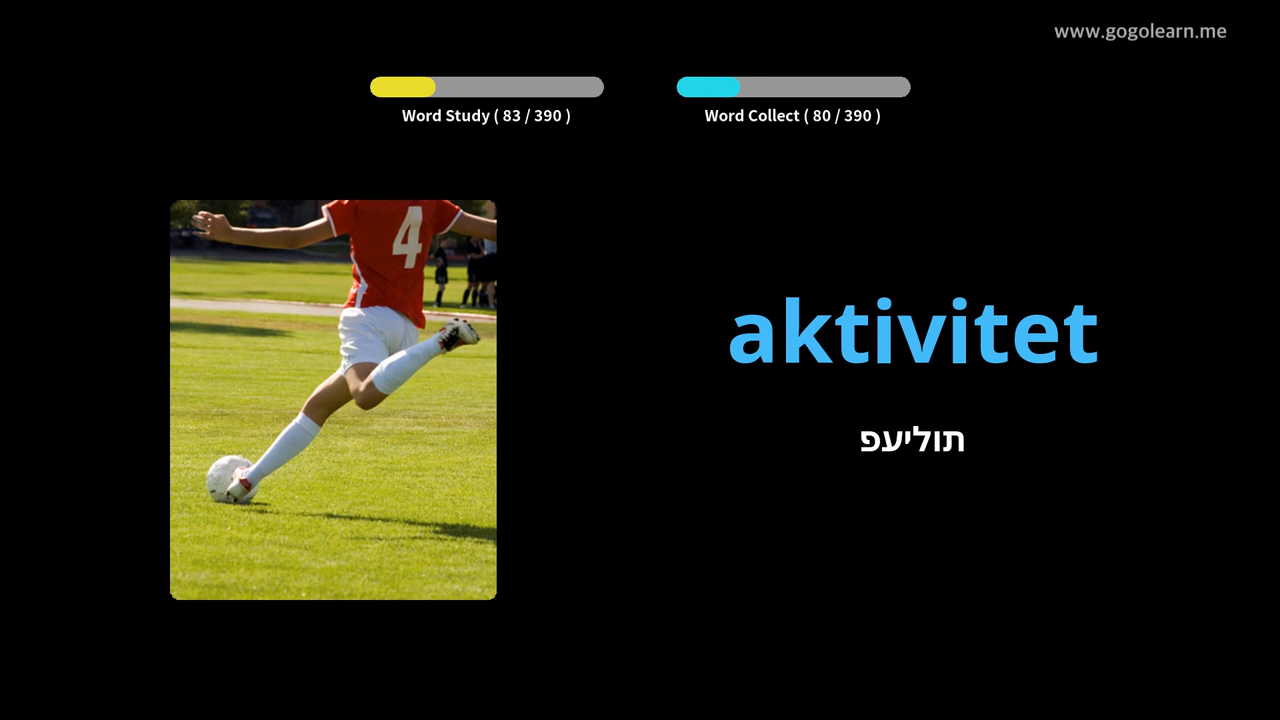 www.gogolearn.me
Word Study ( 83 / 390 )
Word Collect ( 80 / 390 )
4
aktivitet
תוליעפ